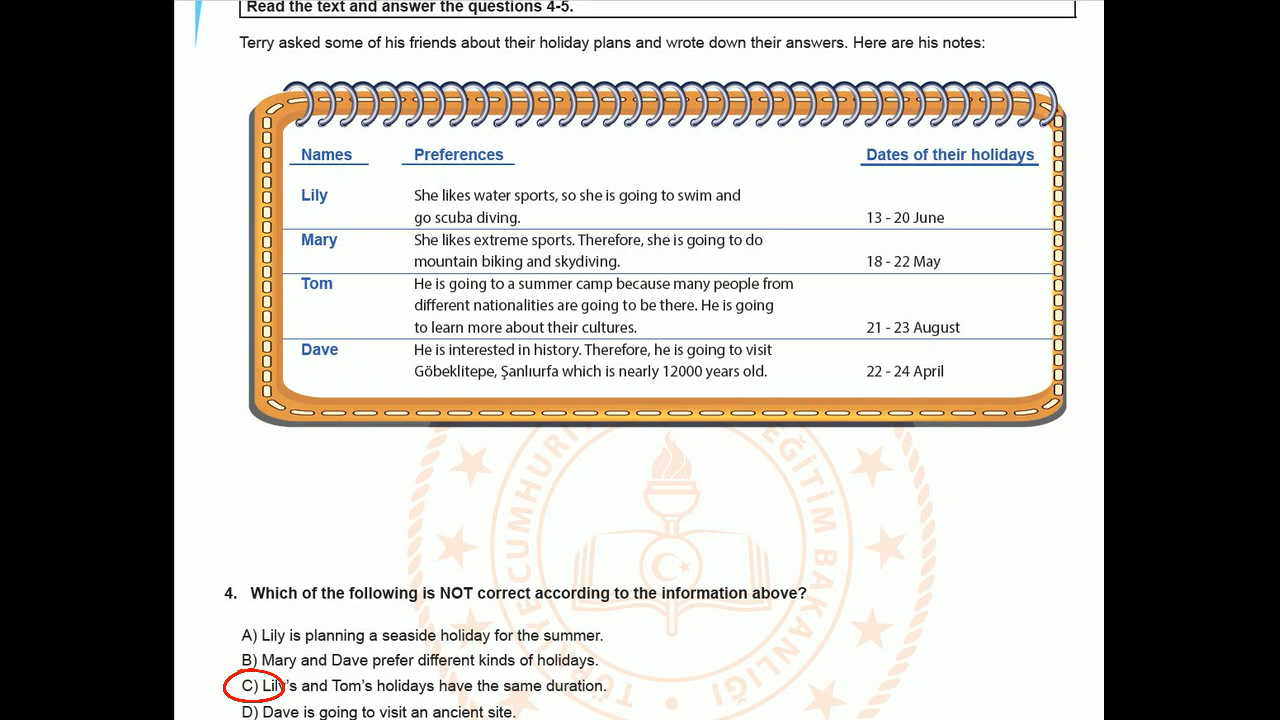 Read the text and answer the questions 4-5.
Terry asked some of his friends about their holiday plans and wrote down their answers. Here are his notes:
Names Preferences Dates of their holidays
Lily She likes water sports, so she is going to swim and
go scuba diving. 13 - 20 June
Mary She likes extreme sports. Therefore, she is going to do
mountain biking and skydiving. 18 - 22 May
Tom He is going to a summer camp because many people from
different nationalities are going to be there. He is going
to learn more about their cultures. 21 - 23 August
Dave He is interested in history. Therefore, he is going to visit
Göbeklitepe, Şanlıurfa which is nearly 12000 years old. 22 - 24 April
4. Which of the following is NOT correct according to the information above?
A) Lily is planning a seaside holiday for the summer.
B) Mary and Dave prefer different kinds of holidays.
C) Lily's and Tom's holidays have the same duration.
D) Dave is going to visit an ancient site.
TÜRKİYE CUMHURİ
EĞİTİM BAKANLIĞI